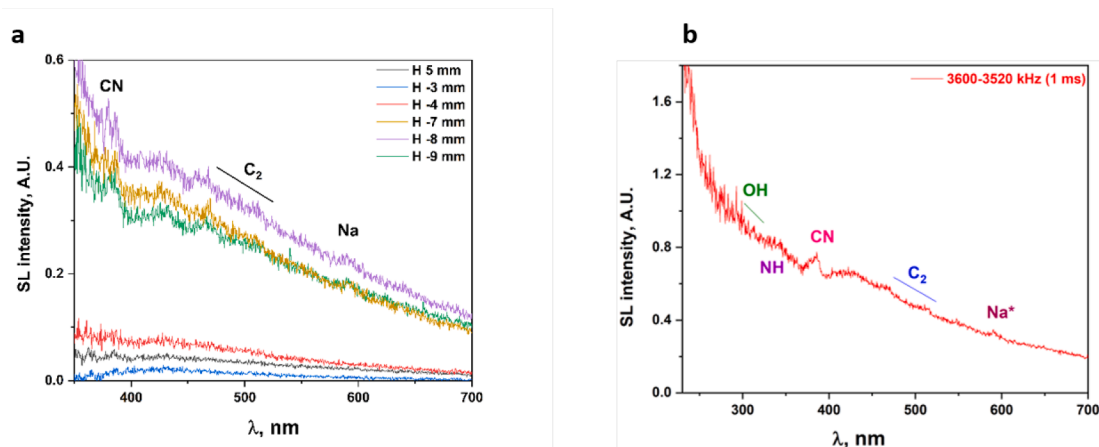 a
0.6
0.4
0.2
0.0
SL intensity, A.U.
CN
C₂
Na
H 5 mm
H -3 mm
H -4 mm
H -7 mm
H -8 mm
H -9 mm
400
500
600
700
λ, nm
b
1.6
1.2
0.8
0.4
0.0
SL intensity, A.U.
3600-3520 kHz (1 ms)
OH
NH
CN
C₂
Na*
300
400
500
600
700
λ, nm